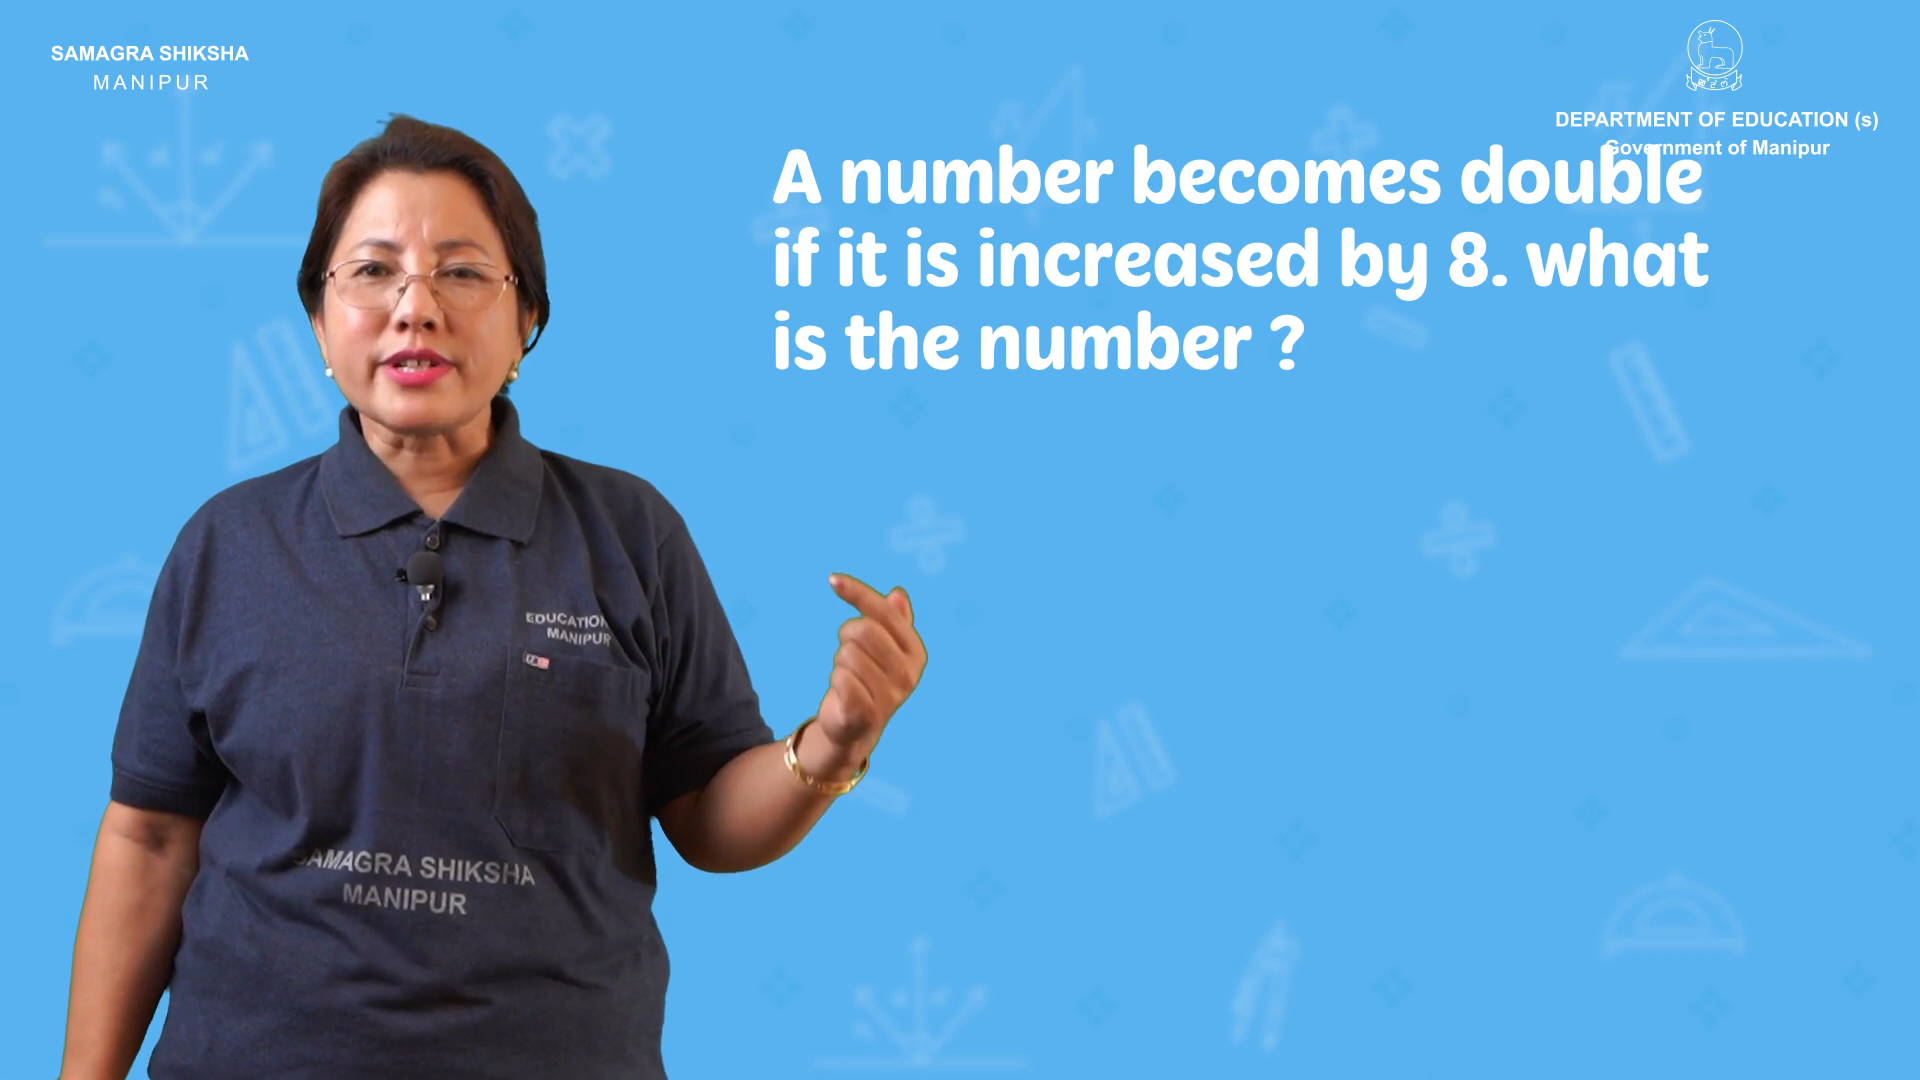 SAMAGRA SHIKSHA
MANIPUR
DEPARTMENT OF EDUCATION (s)
Government of Manipur
A number becomes double
if it is increased by 8. what
is the number ?
EDUCATION
MANIPUR
SAMAGRA SHIKSHA
MANIPUR